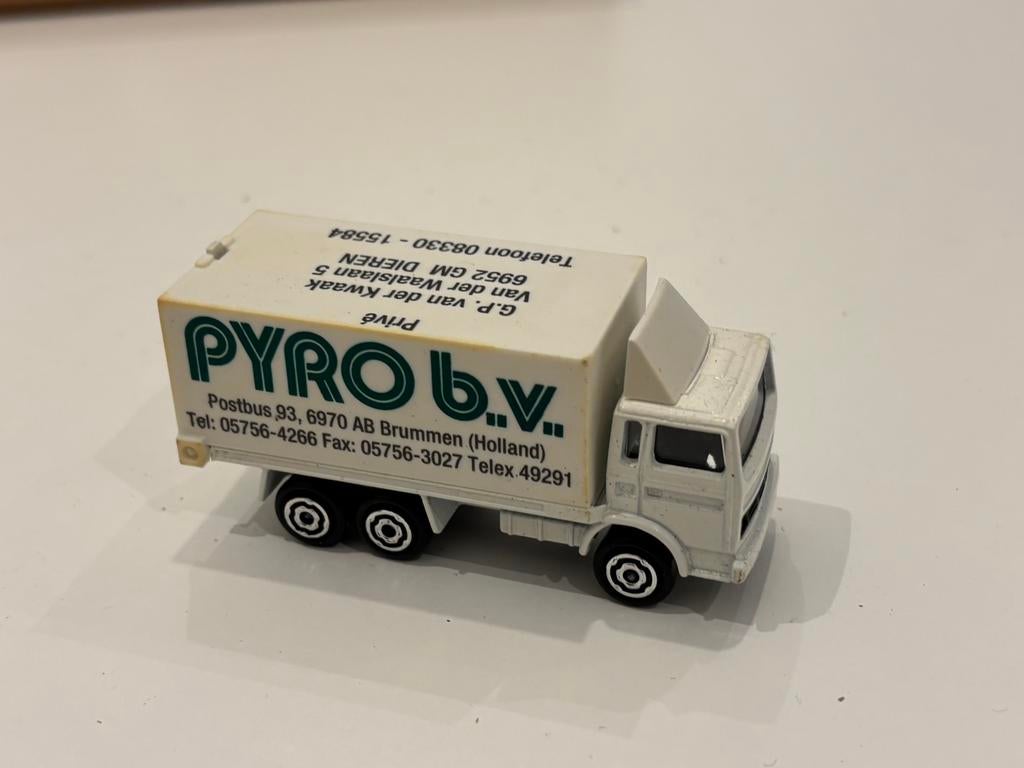 Privé
G.P. van der Kwaak
Van der Waalslaan 5
6952 GM DIEREN
Telefoon 08330 - 15584
PYRO b.v.
Postbus 93, 6970 AB Brummen (Holland)
Tel: 05756-4266 Fax: 05756-3027 Telex 49291